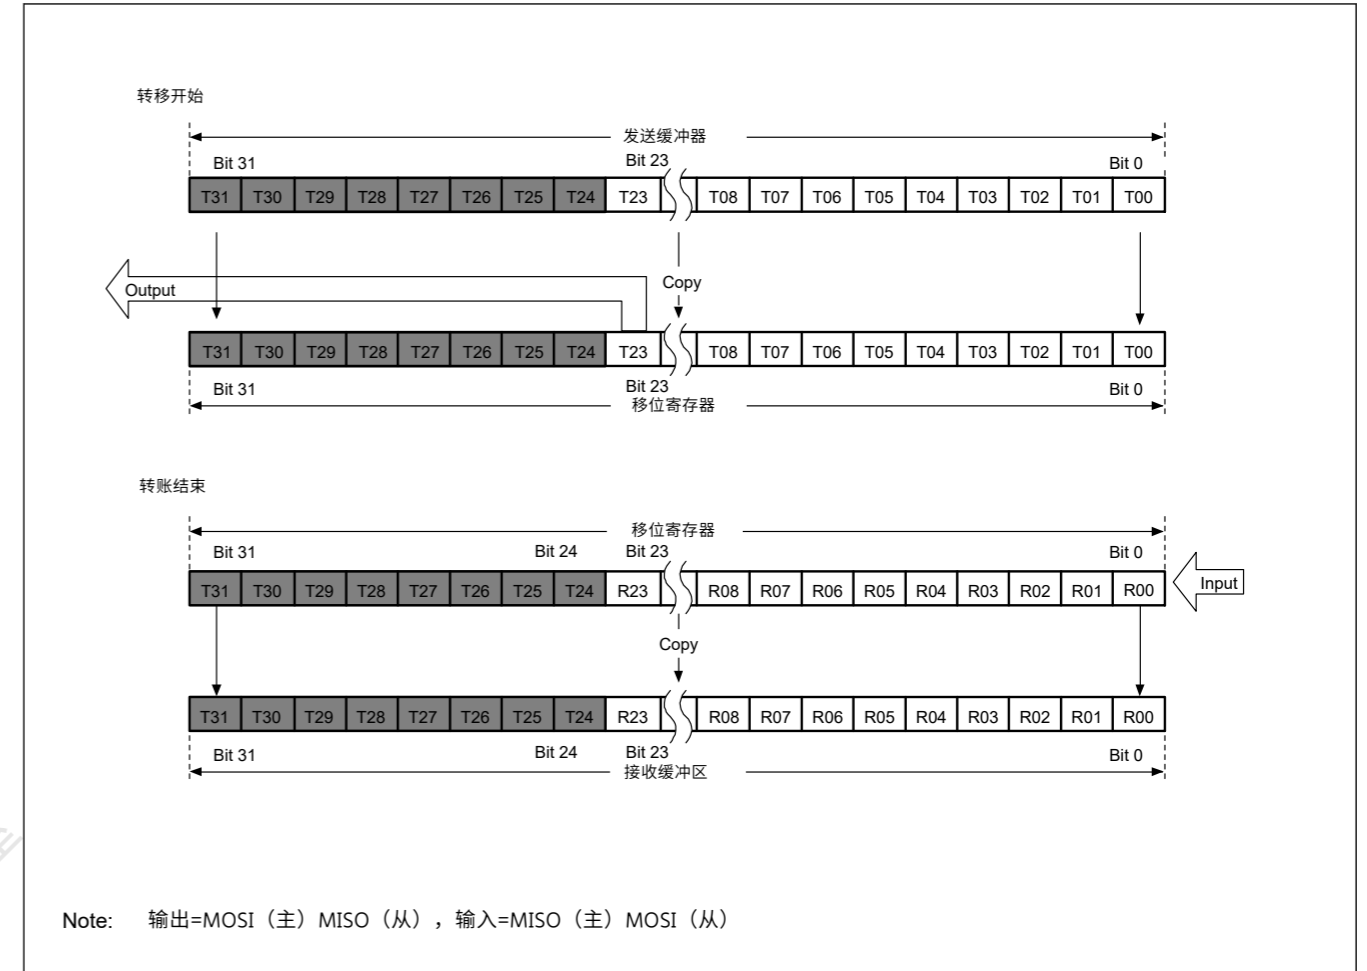 转移开始
发送缓冲器
Bit 31 Bit 23 Bit 0
T31 T30 T29 T28 T27 T26 T25 T24 T23 T08 T07 T06 T05 T04 T03 T02 T01 T00
Output Copy
T31 T30 T29 T28 T27 T26 T25 T24 T23 T08 T07 T06 T05 T04 T03 T02 T01 T00
Bit 31 Bit 23 Bit 0
移位寄存器
转账结束
移位寄存器
Bit 31 Bit 24 Bit 23 Bit 0
T31 T30 T29 T28 T27 T26 T25 T24 R23 R08 R07 R06 R05 R04 R03 R02 R01 R00 Input
Copy
T31 T30 T29 T28 T27 T26 T25 T24 R23 R08 R07 R06 R05 R04 R03 R02 R01 R00
Bit 31 Bit 24 Bit 23 Bit 0
接收缓冲区
Note: 输出=MOSI（主）MISO（从），输入=MISO（主）MOSI（从）